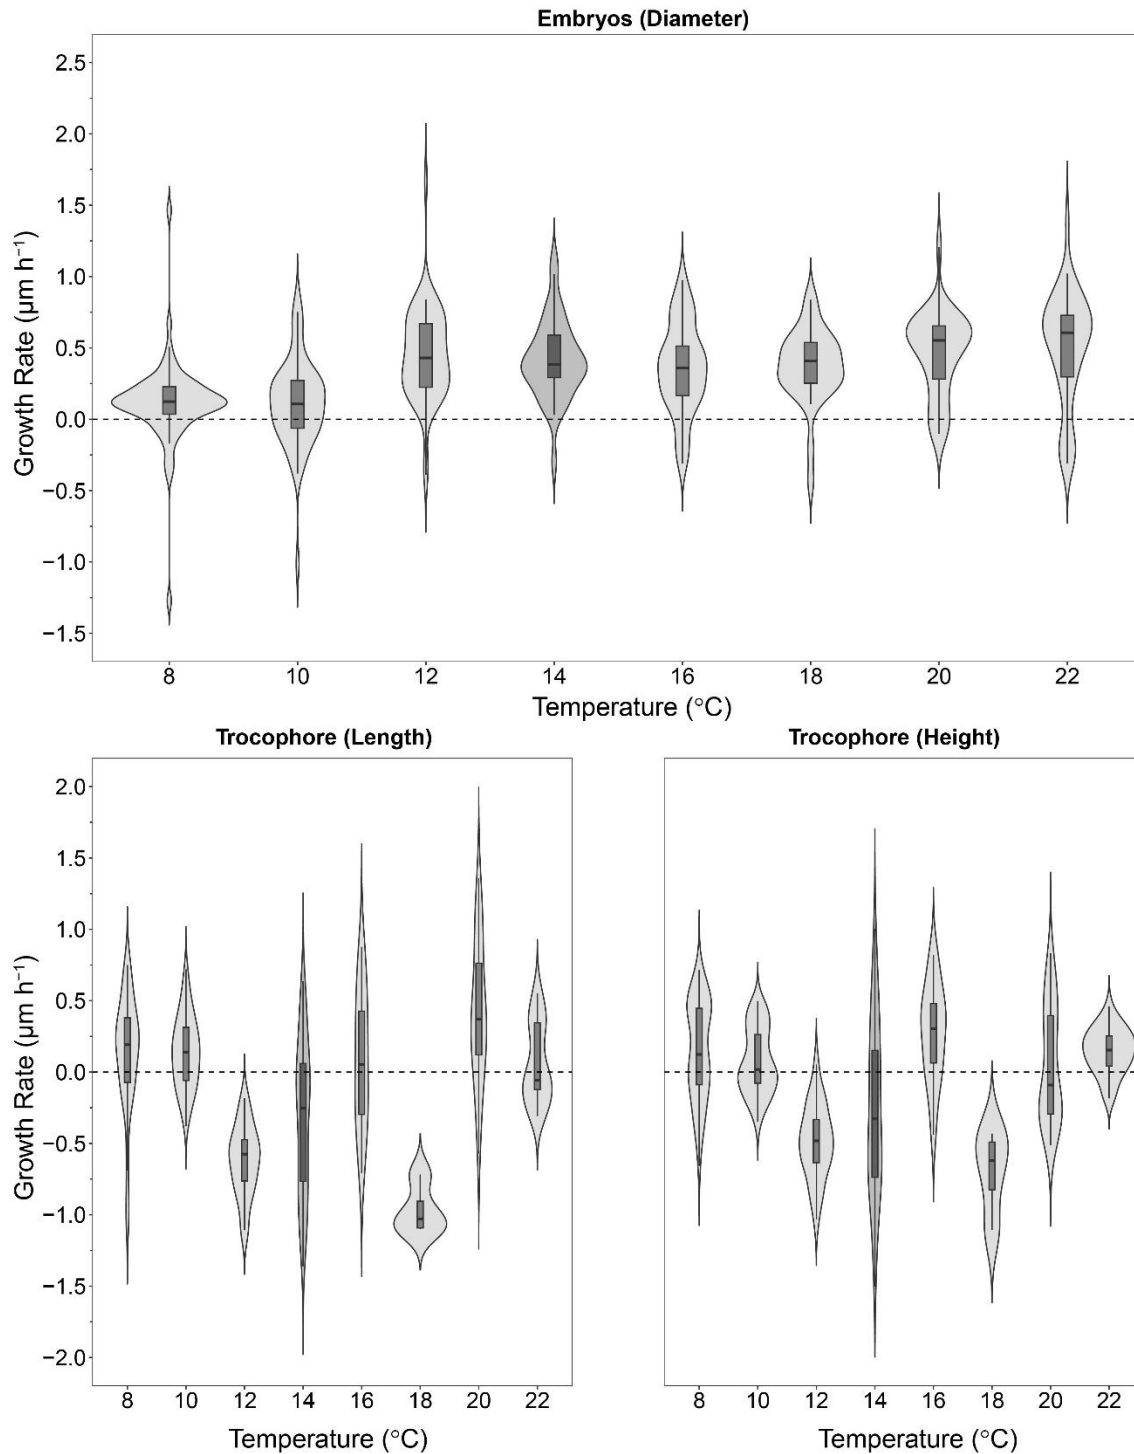 Embryos (Diameter)
2.5
2.0
1.5
1.0
0.5
0.0
−0.5
−1.0
−1.5
Growth Rate (µm h⁻¹)
8 10 12 14 16 18 20 22
Temperature (°C)
Trocophore (Length)
2.0
1.5
1.0
0.5
0.0
−0.5
−1.0
−1.5
−2.0
Growth Rate (µm h⁻¹)
8 10 12 14 16 18 20 22
Temperature (°C)
Trocophore (Height)
8 10 12 14 16 18 20 22
Temperature (°C)